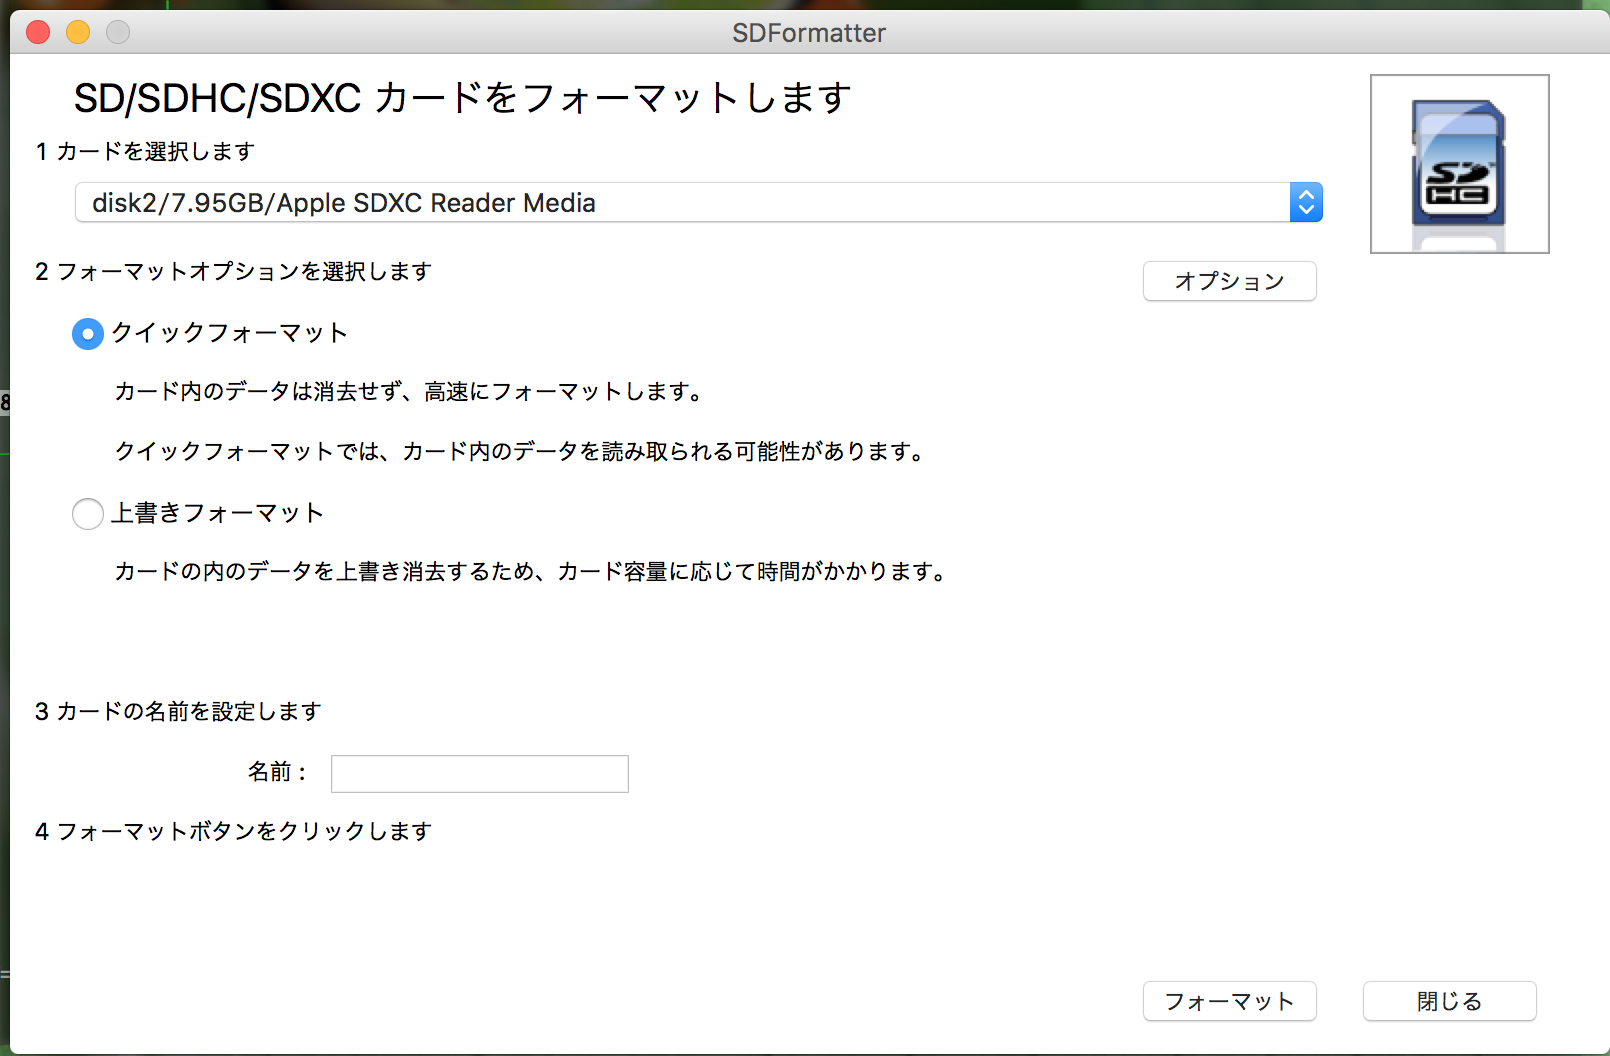 SDFormatter
SD/SDHC/SDXC カードをフォーマットします
1 カードを選択します
disk2/7.95GB/Apple SDXC Reader Media
SD
HC
2 フォーマットオプションを選択します
オプション
クイックフォーマット
カード内のデータは消去せず、高速にフォーマットします。
8
クイックフォーマットでは、カード内のデータを読み取られる可能性があります。
上書きフォーマット
カードの内のデータを上書き消去するため、カード容量に応じて時間がかかります。
3 カードの名前を設定します
名前：
4 フォーマットボタンをクリックします
=
フォーマット
閉じる